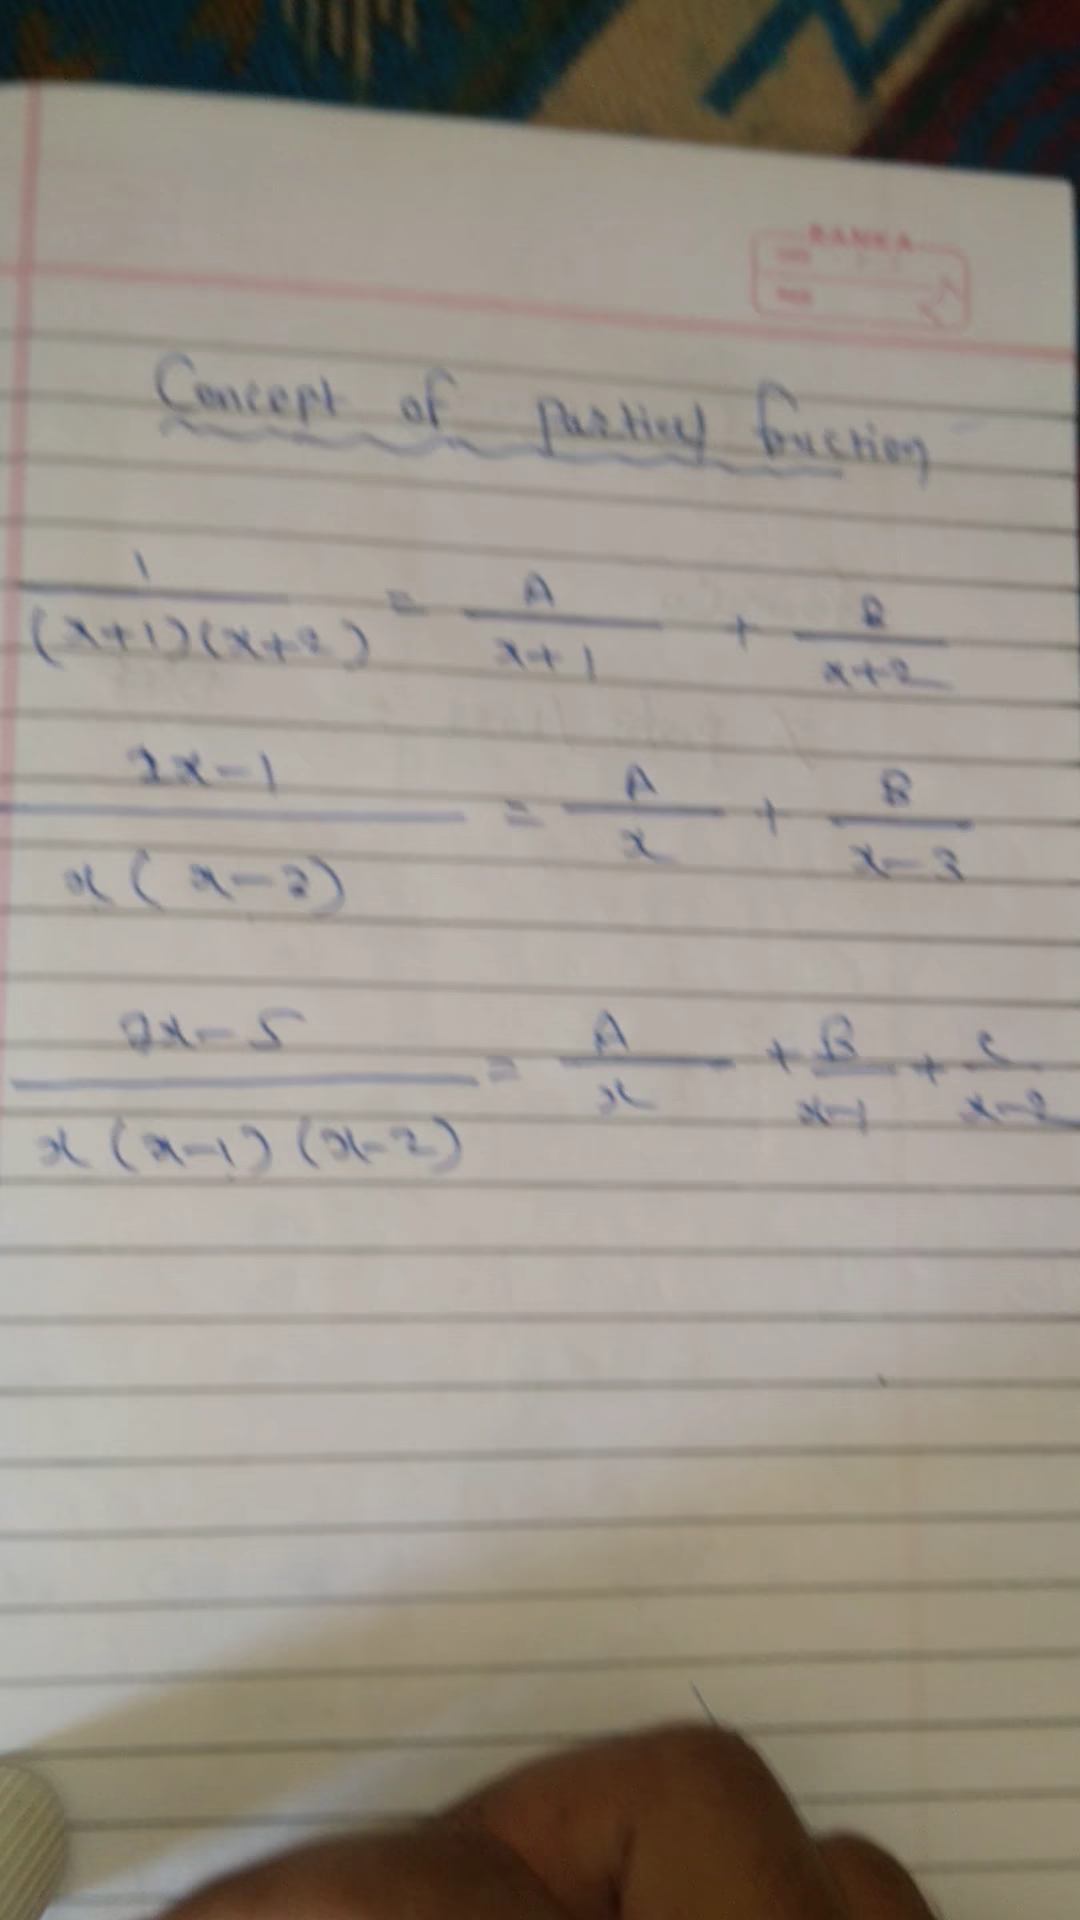 RANKA
Concept of partial fraction
1
(x+1)(x+2) = A
x+1 + B
x+2
2x-1
x(x-3) = A
x + B
x-3
2x-5
x(x-1)(x-2) = A
x + B
x-1 + C
x-2